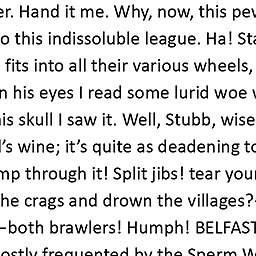 er. Hand it me. Why, now, this pew
o this indissoluble league. Ha! Sta
fits into all their various wheels,
n his eyes I read some lurid woe w
is skull I saw it. Well, Stubb, wise
l's wine; it's quite as deadening to
mp through it! Split jibs! tear your
he crags and drown the villages?-
-both brawlers! Humph! BELFAST
ostly frequented by the Sperm W